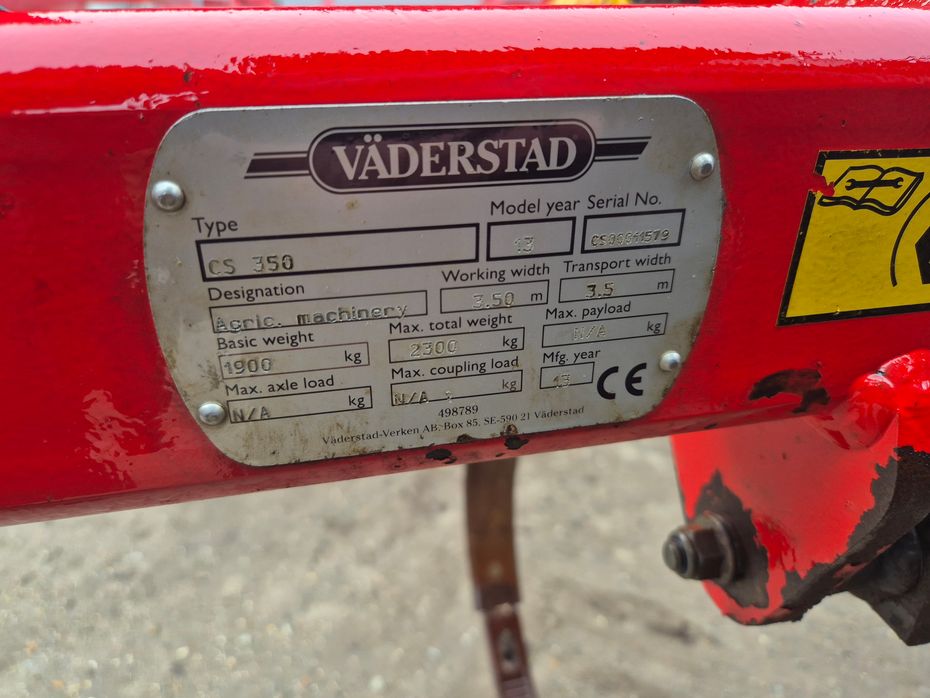 VÄDERSTAD
Type
Model year Serial No.
CS 350
13
CS00011579
Designation
Working width
Transport width
Agric. machinery
3.50 m
3.5 m
Basic weight
Max. total weight
Max. payload
1900 kg
2300 kg
N/A kg
Max. axle load
Max. coupling load
Mfg. year
N/A kg
N/A kg
13
CE
498789
Väderstad-Verken AB, Box 85, SE-590 21 Väderstad